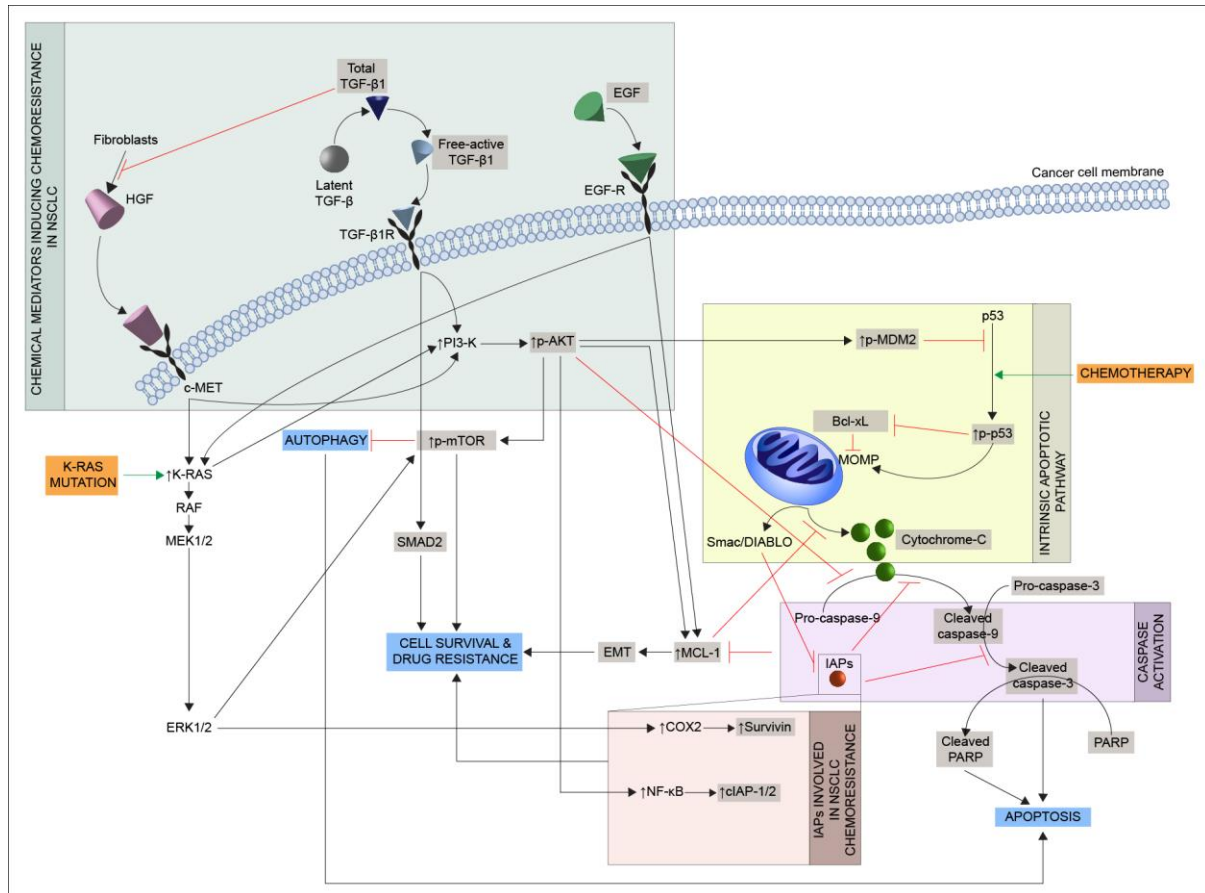 CHEMICAL MEDIATORS INDUCING CHEMORESISTANCE
IN NSCLC
Total
TGF-β1
EGF
Fibroblasts
Free-active
TGF-β1
HGF
Latent
TGF-β
EGF-R
Cancer cell membrane
TGF-β1R
c-MET
↑PI3-K
↑p-AKT
↑p-MDM2
p53
CHEMOTHERAPY
Bcl-xL
↑p-p53
MOMP
INTRINSIC APOPTOTIC
PATHWAY
AUTOPHAGY
↑p-mTOR
K-RAS
MUTATION
↑K-RAS
RAF
MEK1/2
SMAD2
Smac/DIABLO
Cytochrome-C
Pro-caspase-3
Pro-caspase-9
Cleaved
caspase-9
CELL SURVIVAL &
DRUG RESISTANCE
EMT
↑MCL-1
IAPs
Cleaved
caspase-3
CASPASE
ACTIVATION
ERK1/2
↑COX2
↑Survivin
Cleaved
PARP
PARP
↑NF-κB
↑cIAP-1/2
IAPs INVOLVED
IN NSCLC
CHEMORESISTANCE
APOPTOSIS